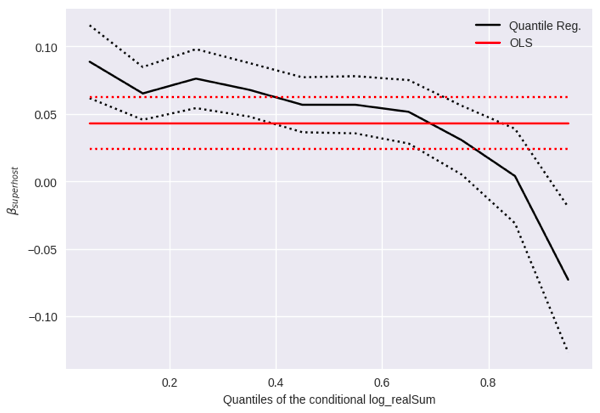 Quantile Reg.
OLS
0.10
0.05
0.00
−0.05
−0.10
β_superhost
0.2 0.4 0.6 0.8
Quantiles of the conditional log_realSum